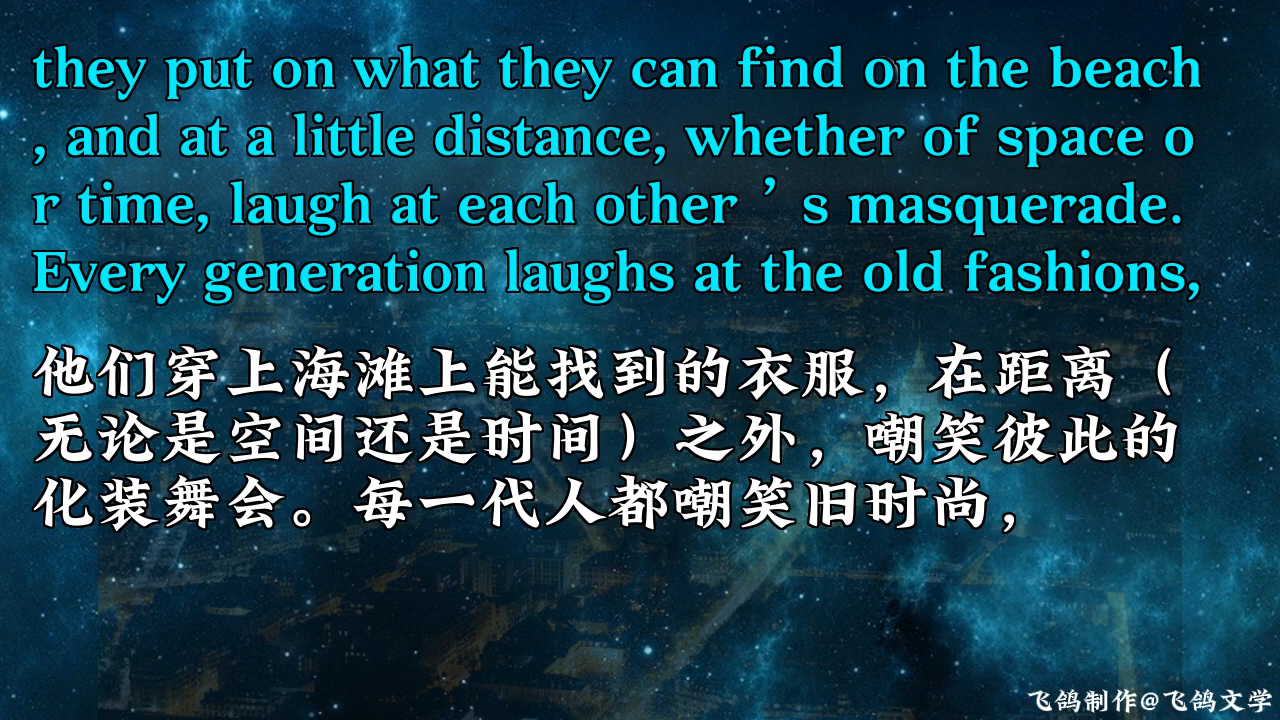 they put on what they can find on the beach
, and at a little distance, whether of space o
r time, laugh at each other ’ s masquerade.
Every generation laughs at the old fashions,
他们穿上海滩上能找到的衣服，在距离（
无论是空间还是时间）之外，嘲笑彼此的
化装舞会。每一代人都嘲笑旧时尚，
飞鸽制作@飞鸽文学